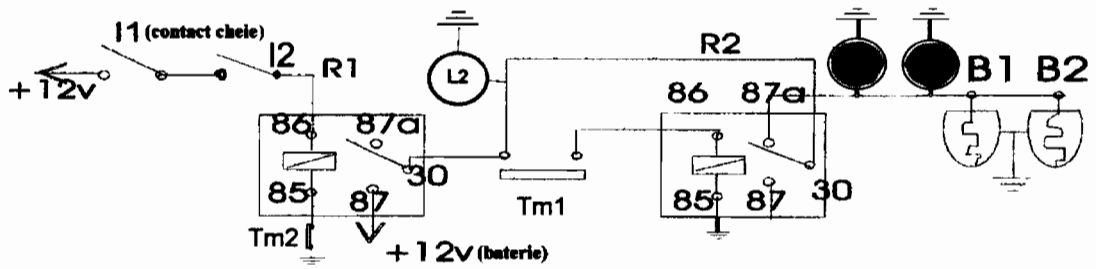 I1 (contact cheie)
I2
+12v
R1
L2
R2
B1 B2
86 87a
85 87 30
Tm2
+12v (baterie)
Tm1
86 87a
85 87 30